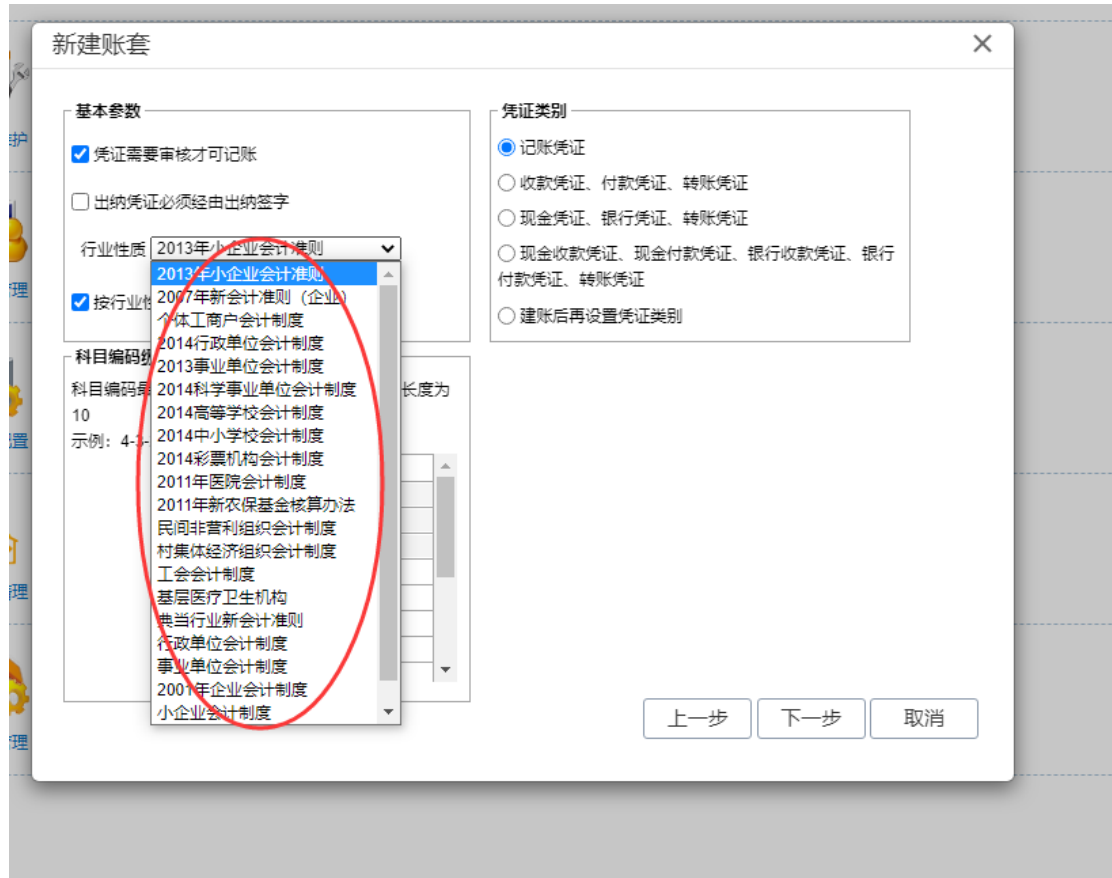 新建账套
基本参数
凭证需要审核才可记账
出纳凭证必须经由出纳签字
行业性质 2013年小企业会计准则
2013年小企业会计准则
2007年新会计准则（企业）
个体工商户会计制度
2014行政单位会计制度
2013事业单位会计制度
2014科学事业单位会计制度
2014高等学校会计制度
2014中小学校会计制度
2014彩票机构会计制度
2011年医院会计制度
2011年新农保基金核算办法
民间非营利组织会计制度
村集体经济组织会计制度
工会会计制度
基层医疗卫生机构
典当行业新会计准则
行政单位会计制度
事业单位会计制度
2001年企业会计制度
小企业会计制度
按行业性
科目编码级
科目编码最
长度为
10
示例：4-3-
凭证类别
记账凭证
收款凭证、付款凭证、转账凭证
现金凭证、银行凭证、转账凭证
现金收款凭证、现金付款凭证、银行收款凭证、银行
付款凭证、转账凭证
建账后再设置凭证类别
上一步 下一步 取消
护
理
置
理
理